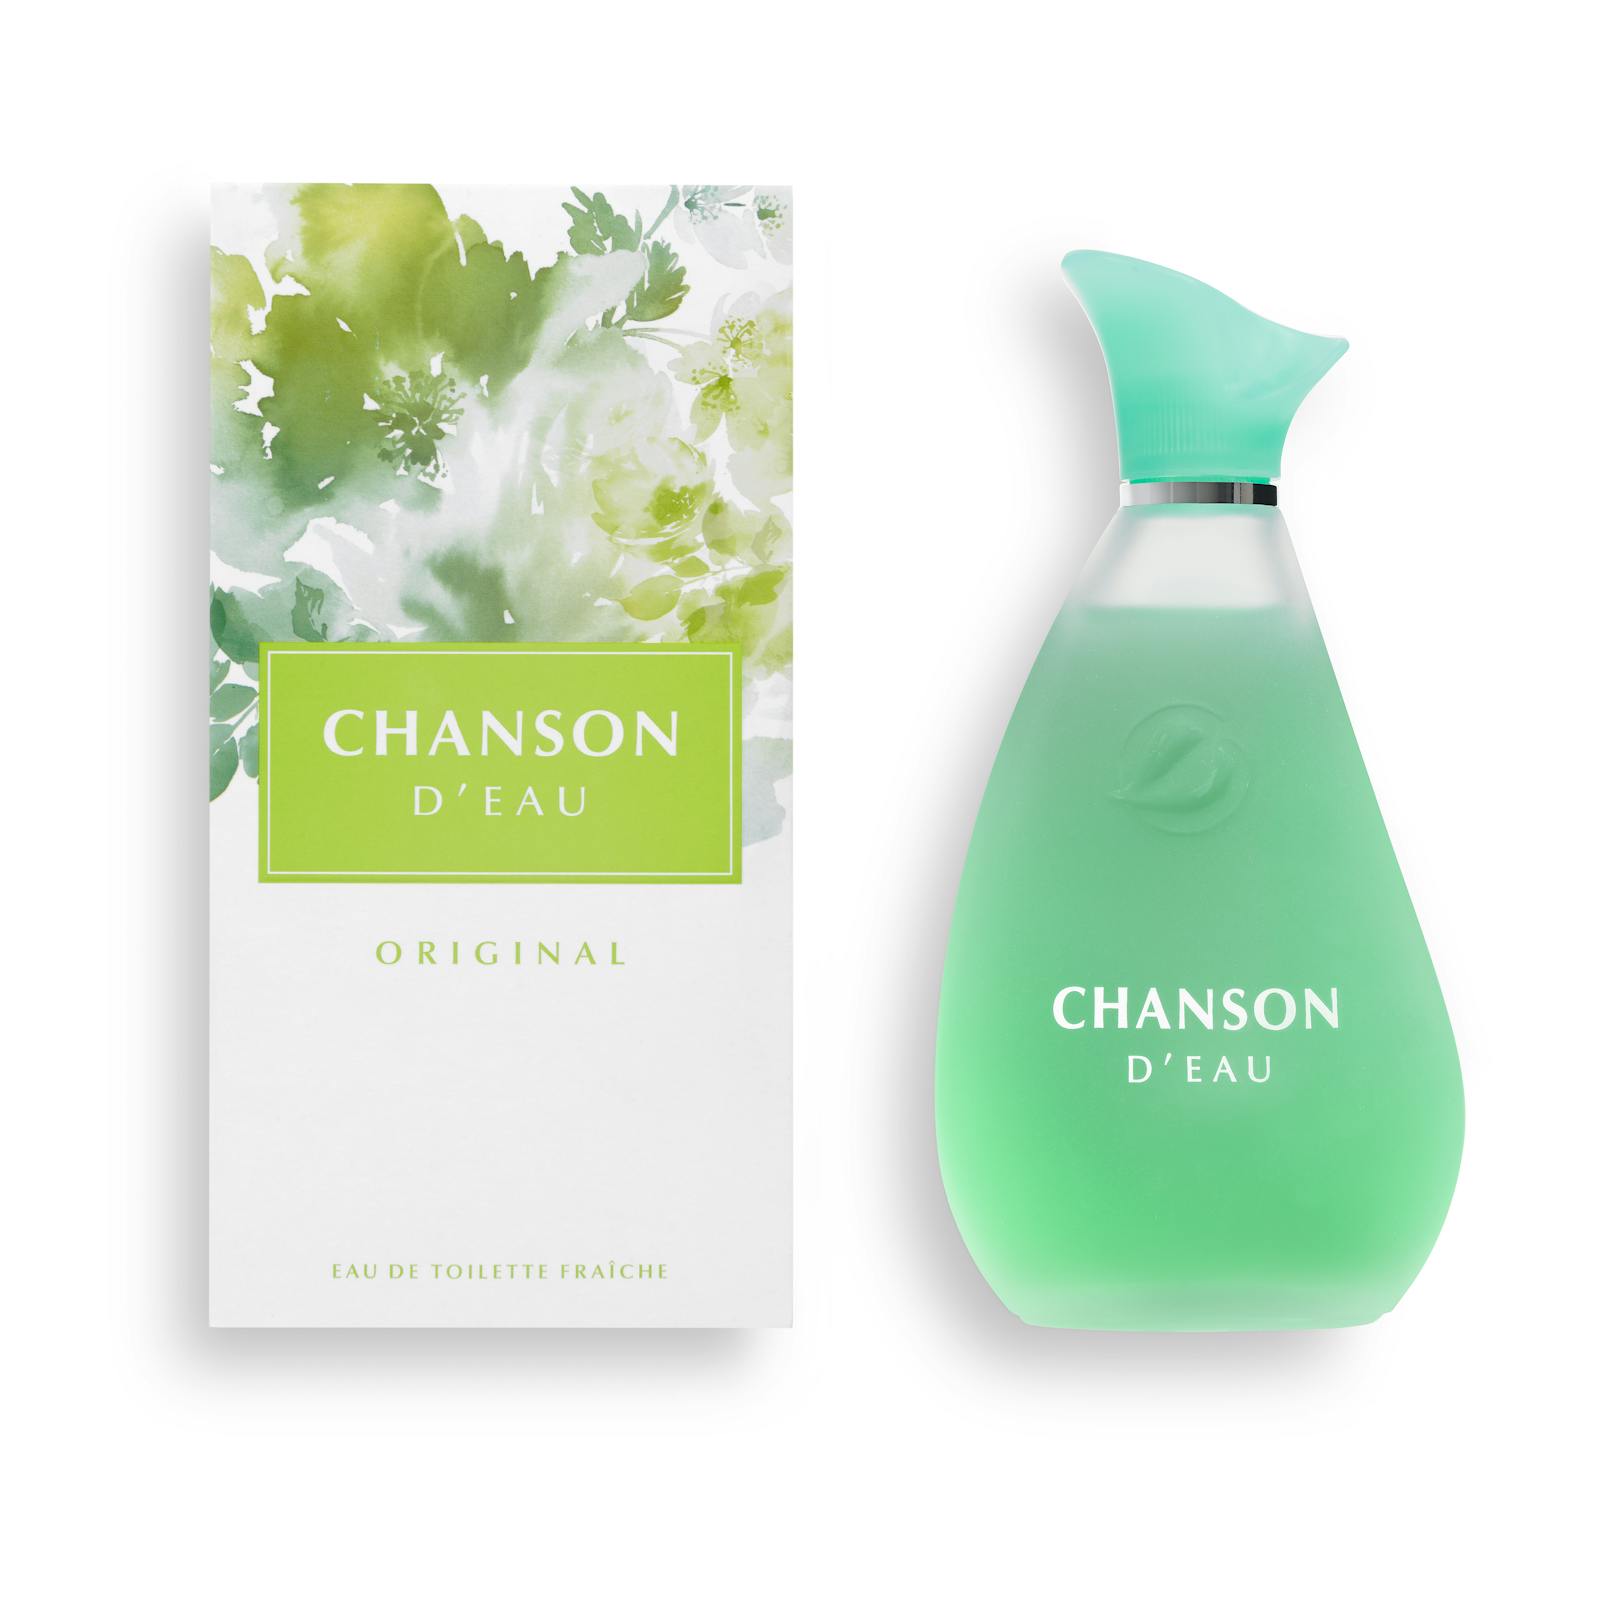 CHANSON
D'EAU
ORIGINAL
EAU DE TOILETTE FRAÎCHE
CHANSON
D'EAU